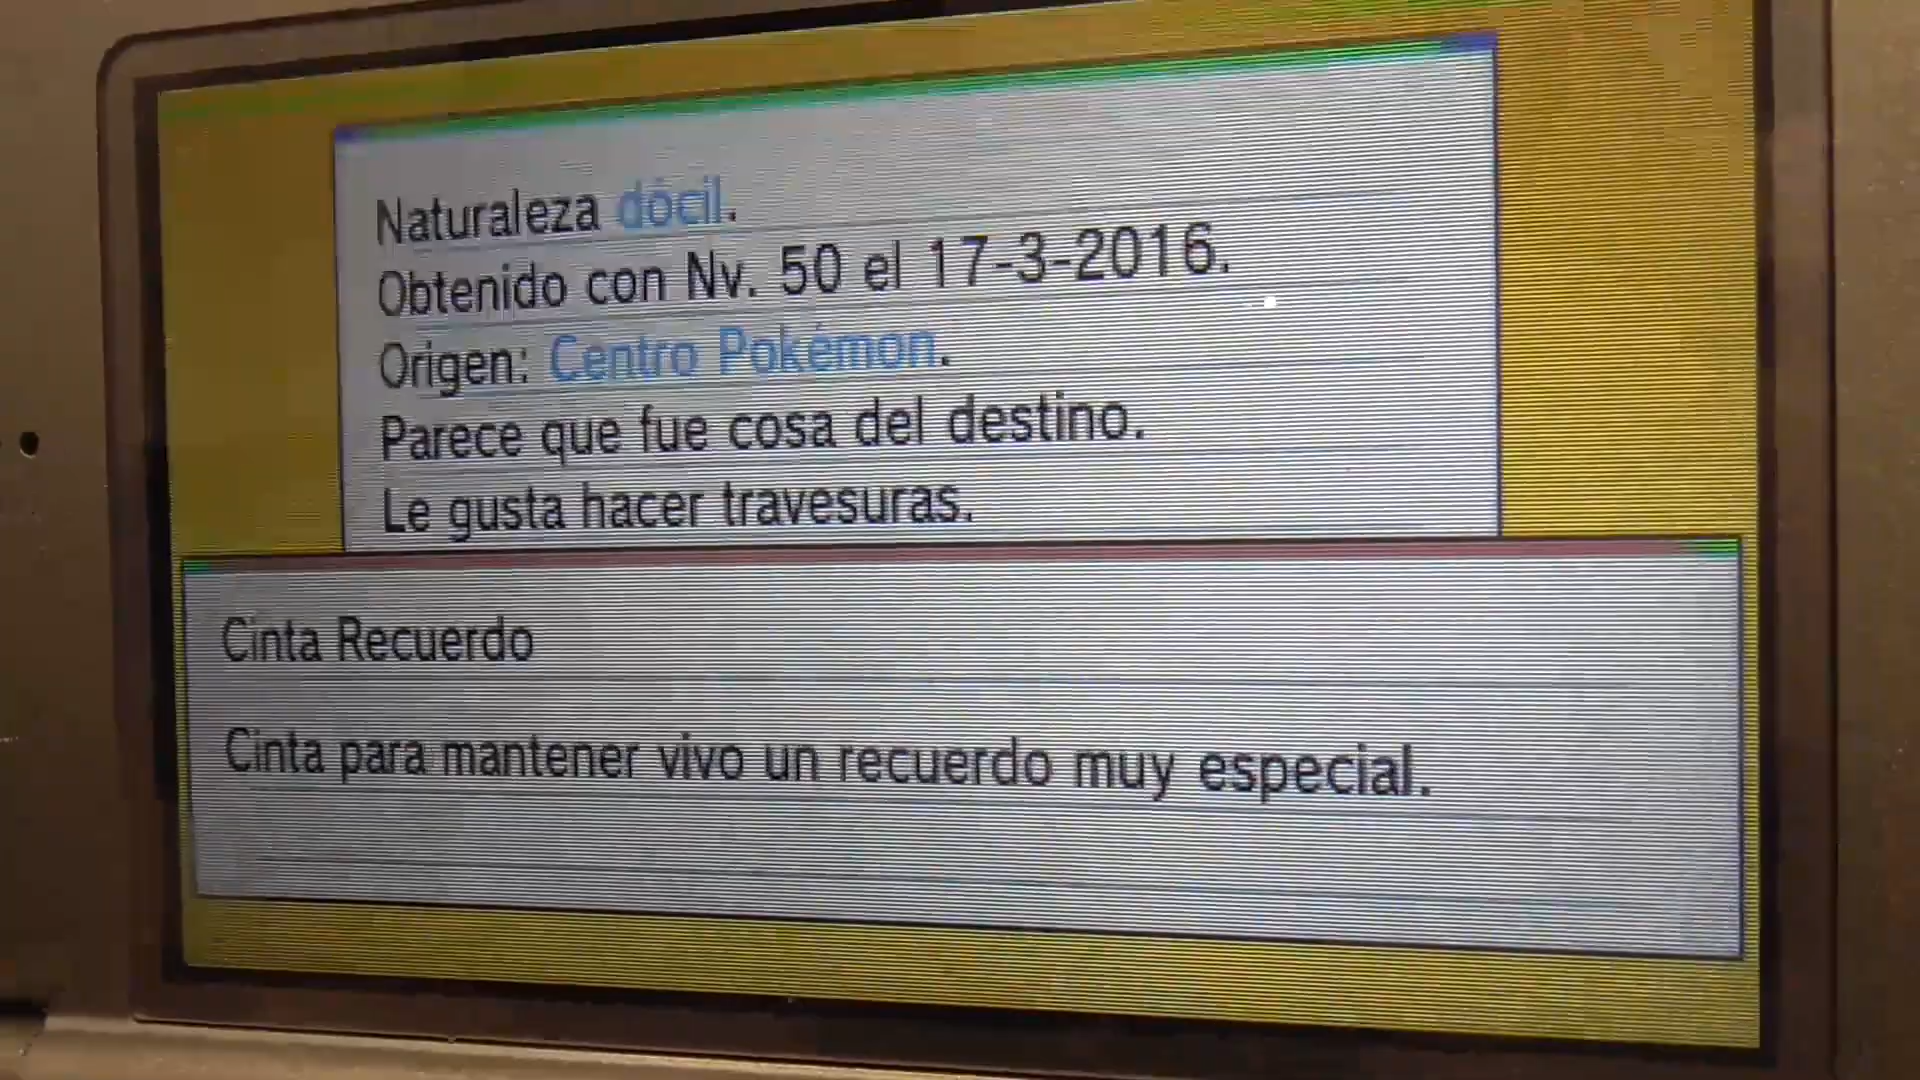 Naturaleza dócil.
Obtenido con Nv. 50 el 17-3-2016.
Origen: Centro Pokémon.
Parece que fue cosa del destino.
Le gusta hacer travesuras.
Cinta Recuerdo
Cinta para mantener vivo un recuerdo muy especial.